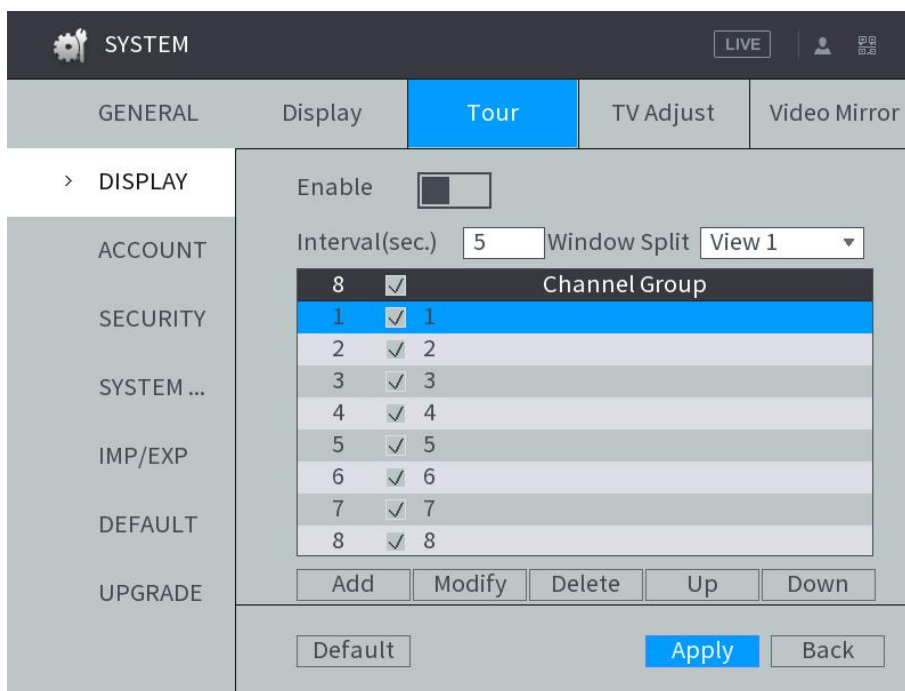 SYSTEM LIVE
GENERAL Display Tour TV Adjust Video Mirror
DISPLAY Enable
ACCOUNT Interval(sec.) 5 Window Split View 1
8 Channel Group
SECURITY 1 1
2 2
SYSTEM ... 3 3
4 4
IMP/EXP 5 5
6 6
DEFAULT 7 7
8 8
UPGRADE Add Modify Delete Up Down
Default Apply Back